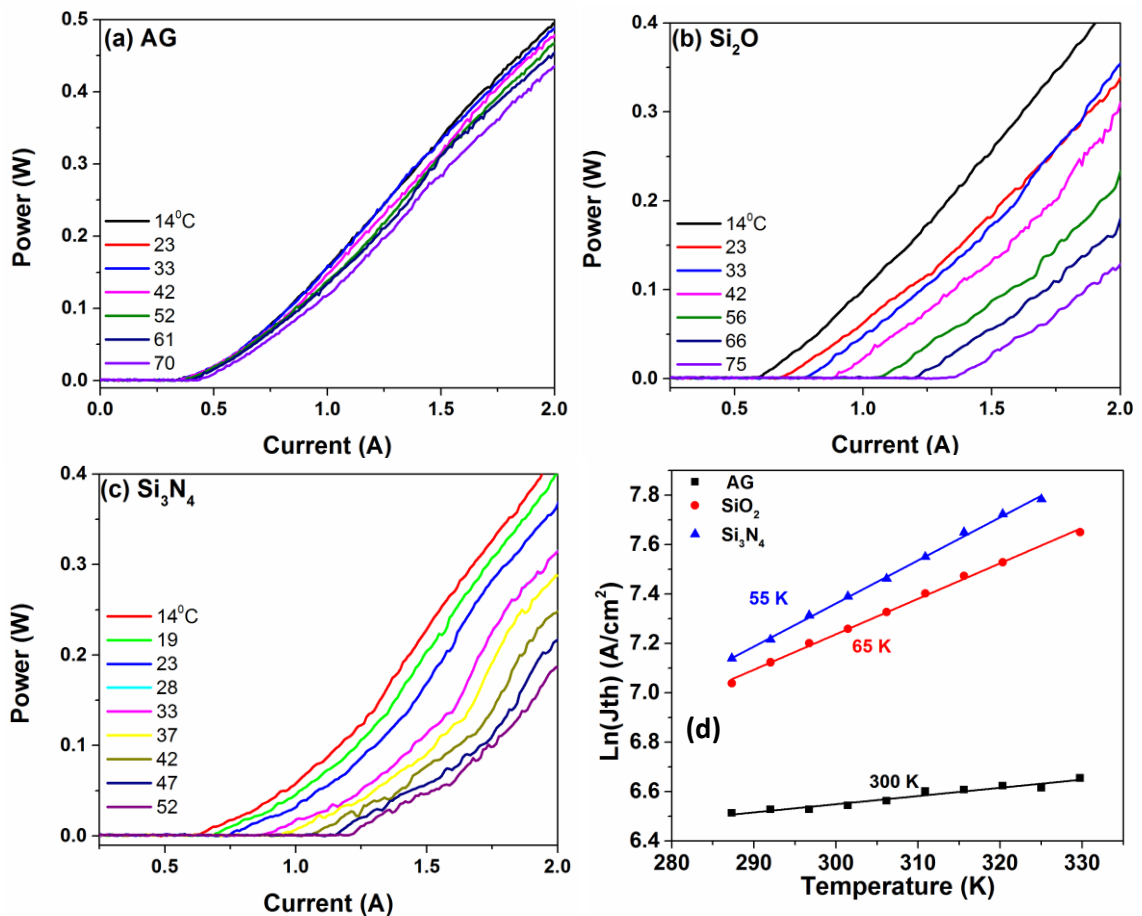 (a) AG
0.5
0.4
0.3
0.2
0.1
0.0
Power (W)
14⁰C
23
33
42
52
61
70
0.0 0.5 1.0 1.5 2.0
Current (A)
(b) Si₂O
0.4
0.3
0.2
0.1
0.0
Power (W)
14⁰C
23
33
42
56
66
75
0.5 1.0 1.5 2.0
Current (A)
(c) Si₃N₄
0.4
0.3
0.2
0.1
0.0
Power (W)
14⁰C
19
23
28
33
37
42
47
52
0.5 1.0 1.5 2.0
Current (A)
AG
SiO₂
Si₃N₄
7.8
7.6
7.4
7.2
7.0
6.8
6.6
6.4
Ln(Jth) (A/cm²)
55 K
65 K
(d)
300 K
280 290 300 310 320 330
Temperature (K)